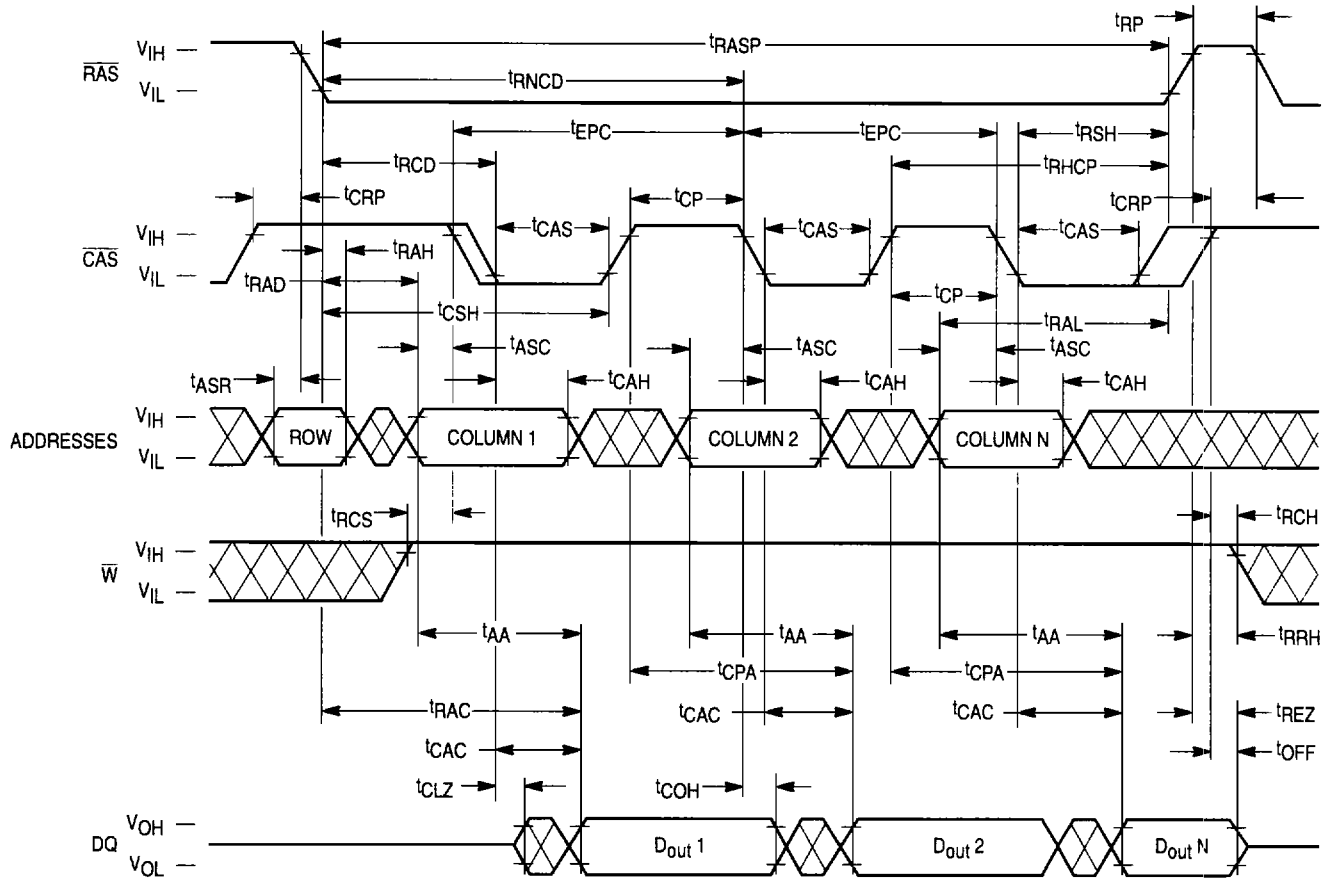 tRP
VIH
tRASP
RAS
VIL
tRNCD
tEPC
tEPC
tRSH
tRCD
tRHCP
tCRP
tCP
tCRP
VIH
tCAS
tCAS
tCAS
CAS
tRAH
VIL
tRAD
tCP
tCSH
tRAL
tASC
tASC
tASC
tASR
tCAH
tCAH
tCAH
VIH
ADDRESSES
ROW
COLUMN 1
COLUMN 2
COLUMN N
VIL
tRCS
tRCH
VIH
W
VIL
tAA
tAA
tAA
tRRH
tCPA
tCPA
tRAC
tCAC
tCAC
tREZ
tCAC
tOFF
tCLZ
tCOH
VOH
DQ
Dout 1
Dout 2
Dout N
VOL